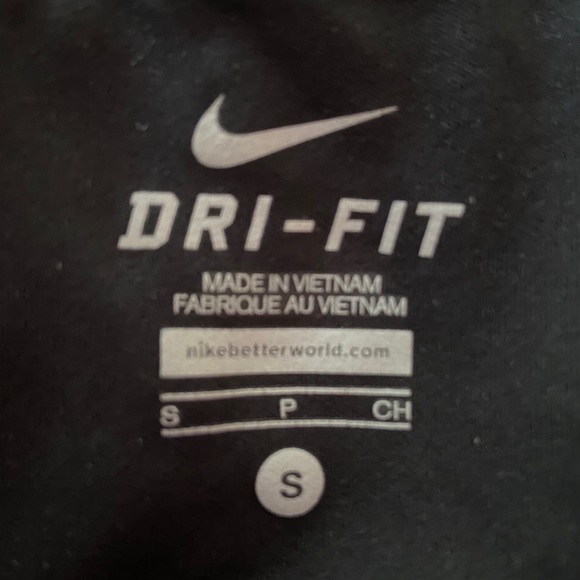 DRI-FIT
MADE IN VIETNAM
FABRIQUE AU VIETNAM
nikebetterworld.com
S P CH
S